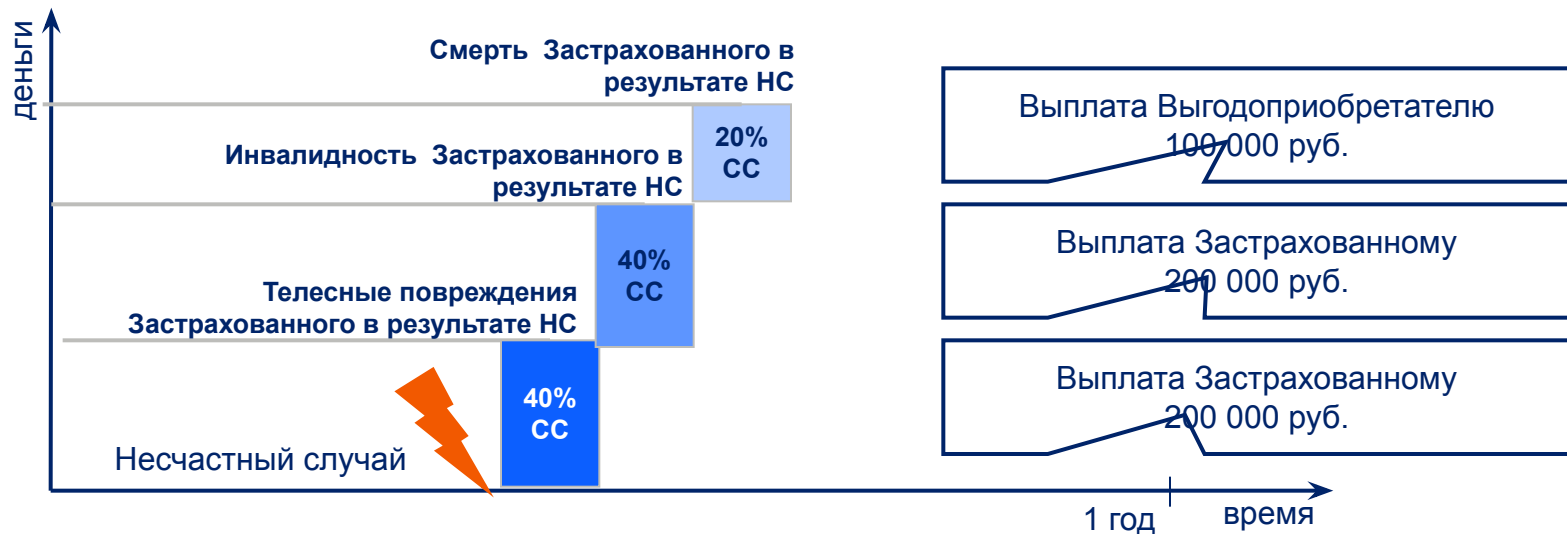 деньги
Смерть Застрахованного в
результате НС
20%
СС
Инвалидность Застрахованного в
результате НС
40%
СС
Телесные повреждения
Застрахованного в результате НС
40%
СС
Несчастный случай
Выплата Выгодоприобретателю
100 000 руб.
Выплата Застрахованному
200 000 руб.
Выплата Застрахованному
200 000 руб.
1 год
время